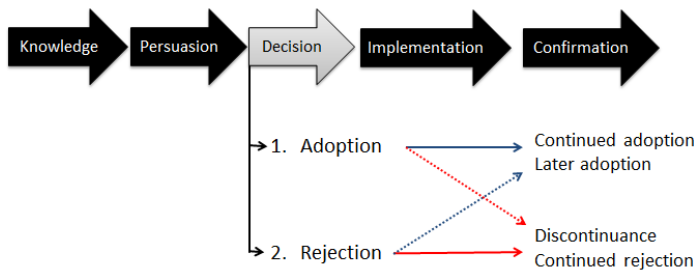 Knowledge
Persuasion
Decision
Implementation
Confirmation
1. Adoption
Continued adoption
Later adoption
2. Rejection
Discontinuance
Continued rejection